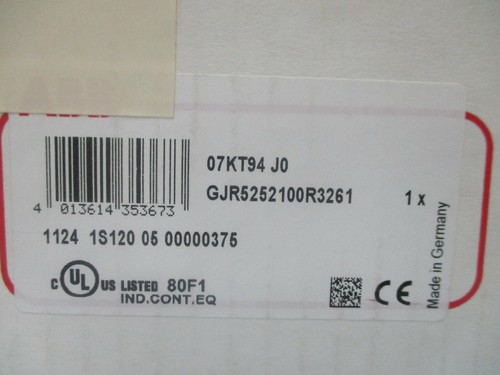 07KT94 J0
GJR5252100R3261
1 x
4 013614 353673
1124 1S120 05 00000375
C UL US LISTED 80F1
IND.CONT.EQ
CE
Made in Germany